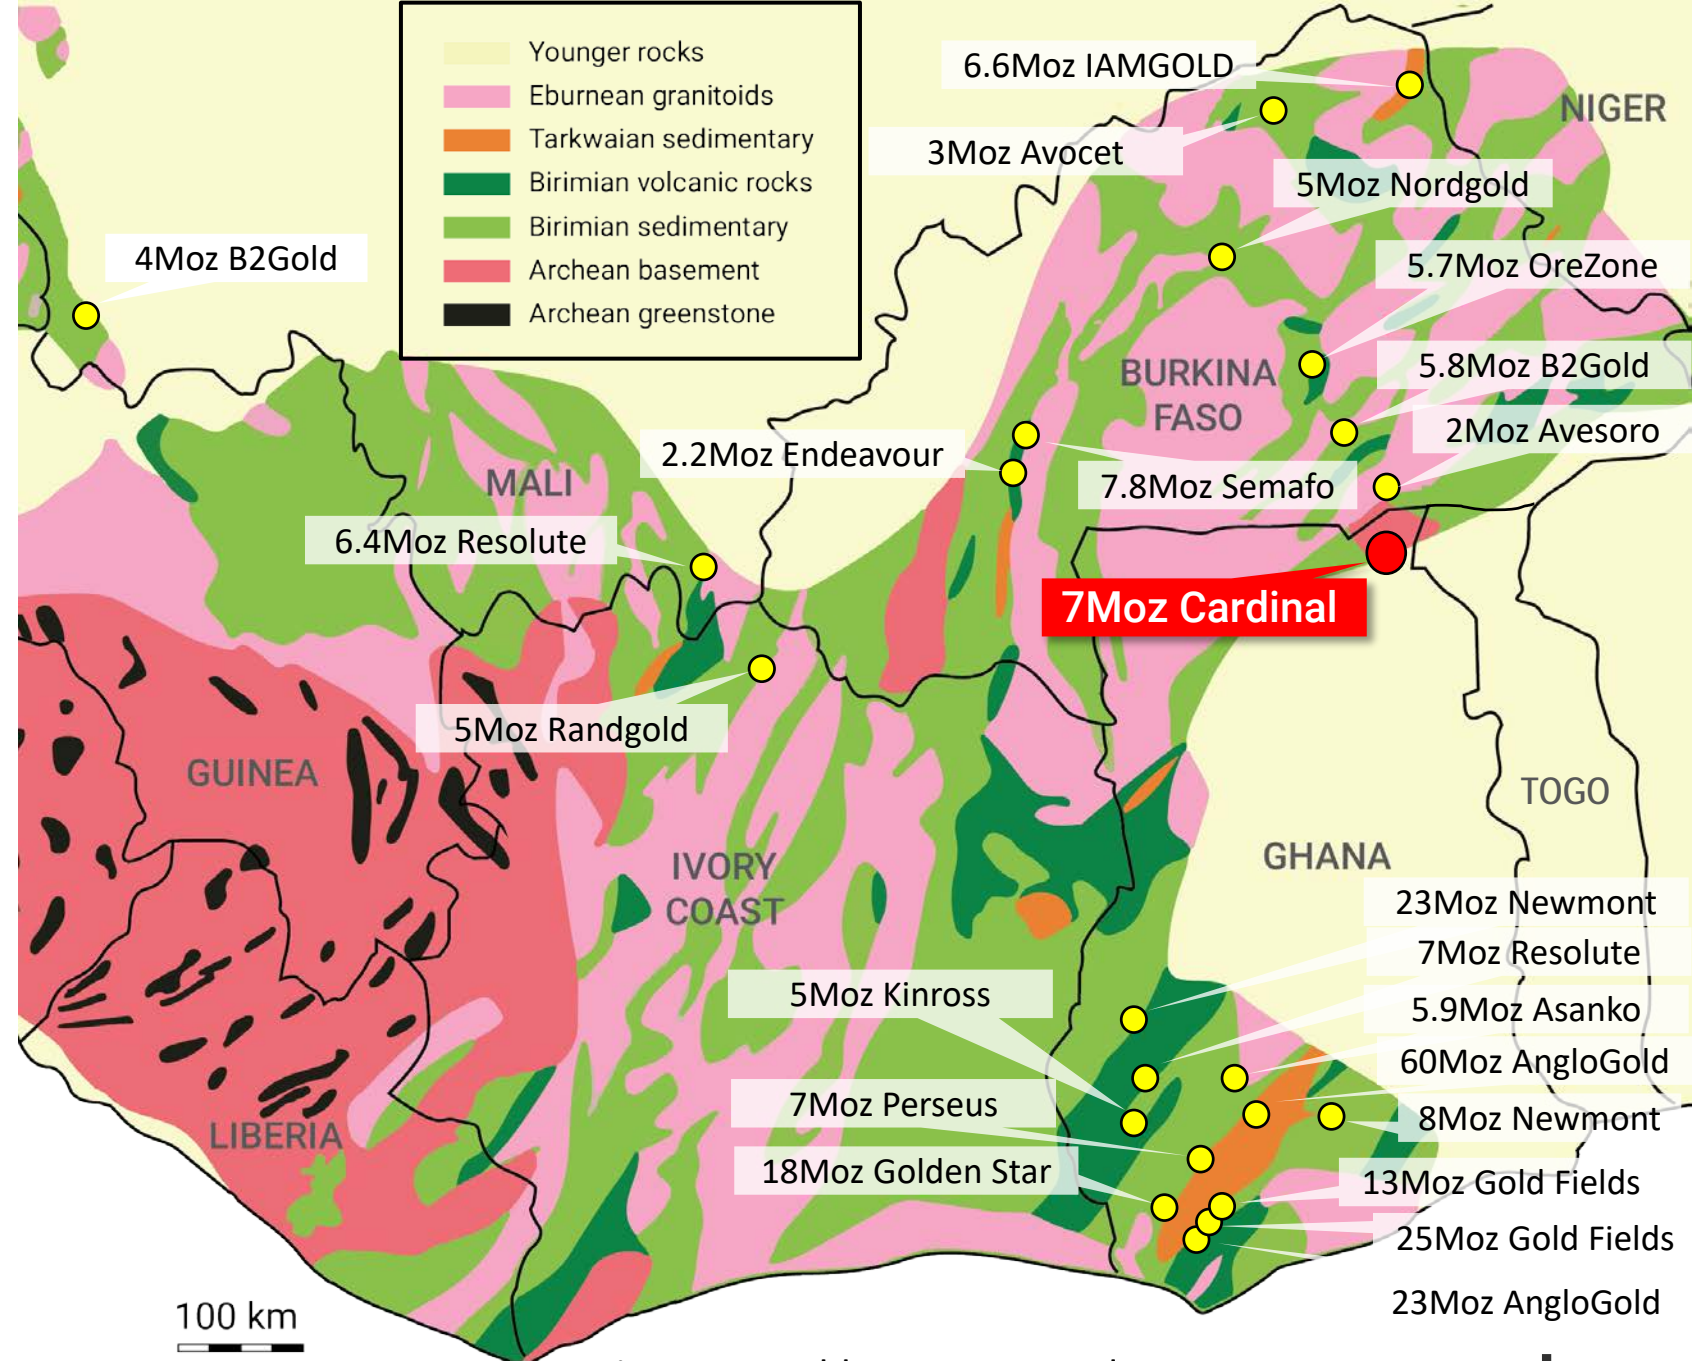 Younger rocks
Eburnean granitoids
Tarkwaian sedimentary
Birimian volcanic rocks
Birimian sedimentary
Archean basement
Archean greenstone
6.6Moz IAMGOLD
NIGER
3Moz Avocet
5Moz Nordgold
4Moz B2Gold
5.7Moz OreZone
BURKINA
FASO
5.8Moz B2Gold
2Moz Avesoro
2.2Moz Endeavour
7.8Moz Semafo
MALI
6.4Moz Resolute
7Moz Cardinal
5Moz Randgold
GUINEA
TOGO
IVORY
COAST
GHANA
23Moz Newmont
7Moz Resolute
5Moz Kinross
5.9Moz Asanko
60Moz AngloGold
7Moz Perseus
8Moz Newmont
LIBERIA
18Moz Golden Star
13Moz Gold Fields
25Moz Gold Fields
23Moz AngloGold
100 km